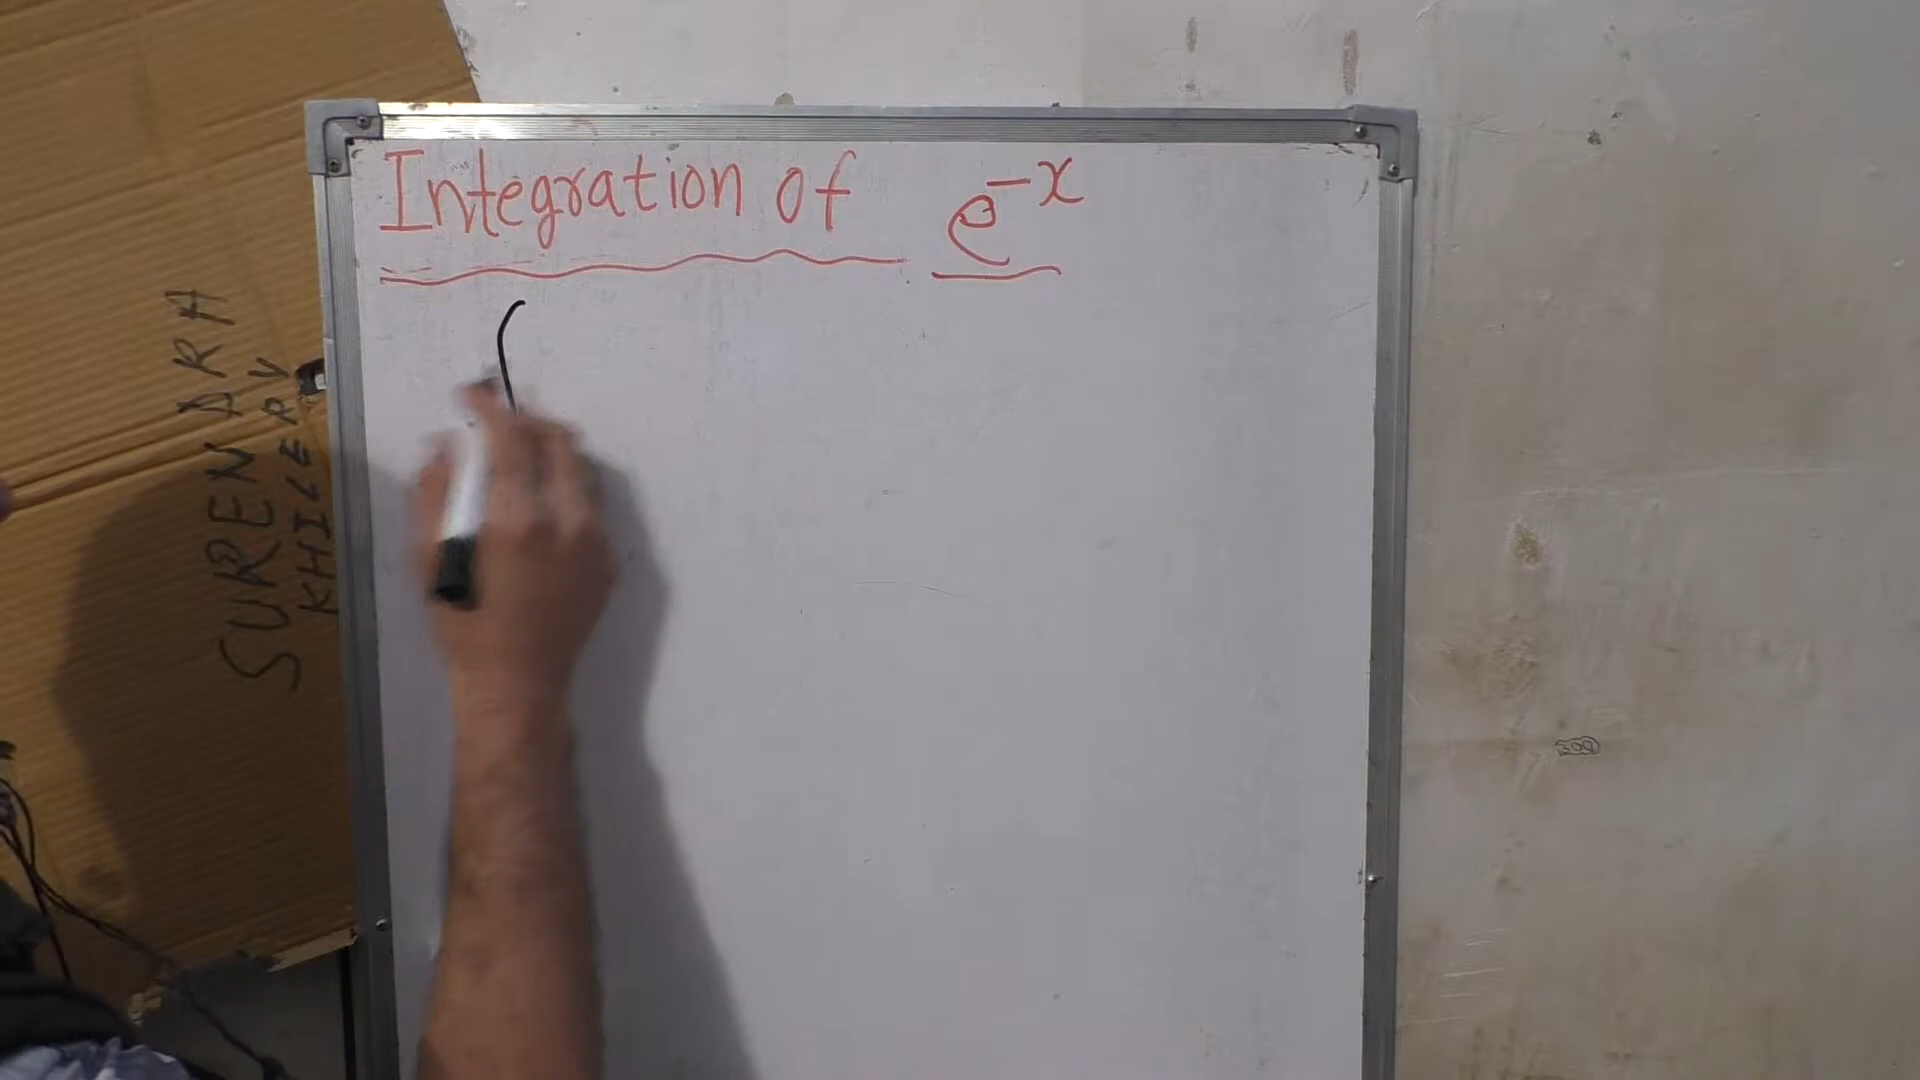 Integration of e^-x
SURENDRA
KHILERY